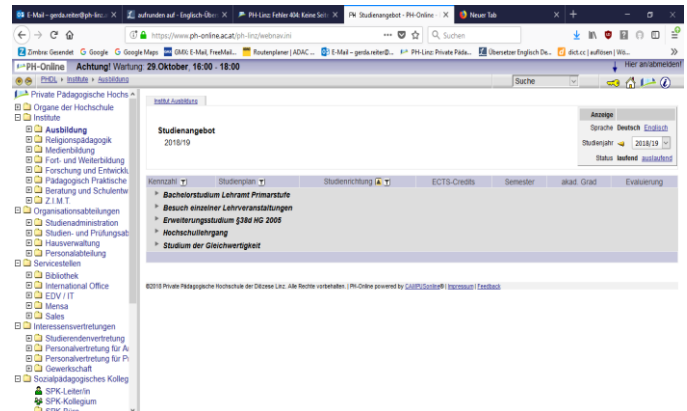 E-Mail – gerda.reiter@ph-linz.
aufrunden auf - Englisch-Über
PH-Linz: Fehler 404: Keine Seit
Studienangebot - PH-Online -
Neuer Tab
https://www.ph-online.ac.at/ph-linz/webnav.ini
Suchen
Zimbra: Gesendet G Google G Google Maps GMX: E-Mail, FreeMail... Routenplaner | ADAC ... E-Mail – gerda.reiter@... PH-Linz: Private Päda... Übersetzer Englisch De... dict.cc | auflösen | Wö...
PH-Online Achtung! Wartung: 29.Oktober, 16:00 - 18:00 Hier an/abmelden!
PHDL Institute Ausbildung
Suche
Private Pädagogische Hochs
Organe der Hochschule
Institute
Ausbildung
Religionspädagogik
Medienbildung
Fort- und Weiterbildung
Forschung und Entwicklu
Pädagogisch Praktische
Beratung und Schulentw
Z.I.M.T.
Organisationsabteilungen
Studienadministration
Studien- und Prüfungsab
Hausverwaltung
Personalabteilung
Servicestellen
Bibliothek
International Office
EDV / IT
Mensa
Sales
Interessensvertretungen
Studierendenvertretung
Personalvertretung für A
Personalvertretung für P
Gewerkschaft
Sozialpädagogisches Kolleg
SPK-Leiter/in
SPK-Kollegium
SPK-Büro
Institut Ausbildung
Studienangebot
2018/19
Anzeige
Sprache Deutsch Englisch
Studienjahr 2018/19
Status laufend auslaufend
Kennzahl Studienplan Studienrichtung ECTS-Credits Semester akad. Grad Evaluierung
Bachelorstudium Lehramt Primarstufe
Besuch einzelner Lehrveranstaltungen
Erweiterungsstudium §38d HG 2005
Hochschullehrgang
Studium der Gleichwertigkeit
©2018 Private Pädagogische Hochschule der Diözese Linz. Alle Rechte vorbehalten. | PH-Online powered by CAMPUSonline® | Impressum | Feedback